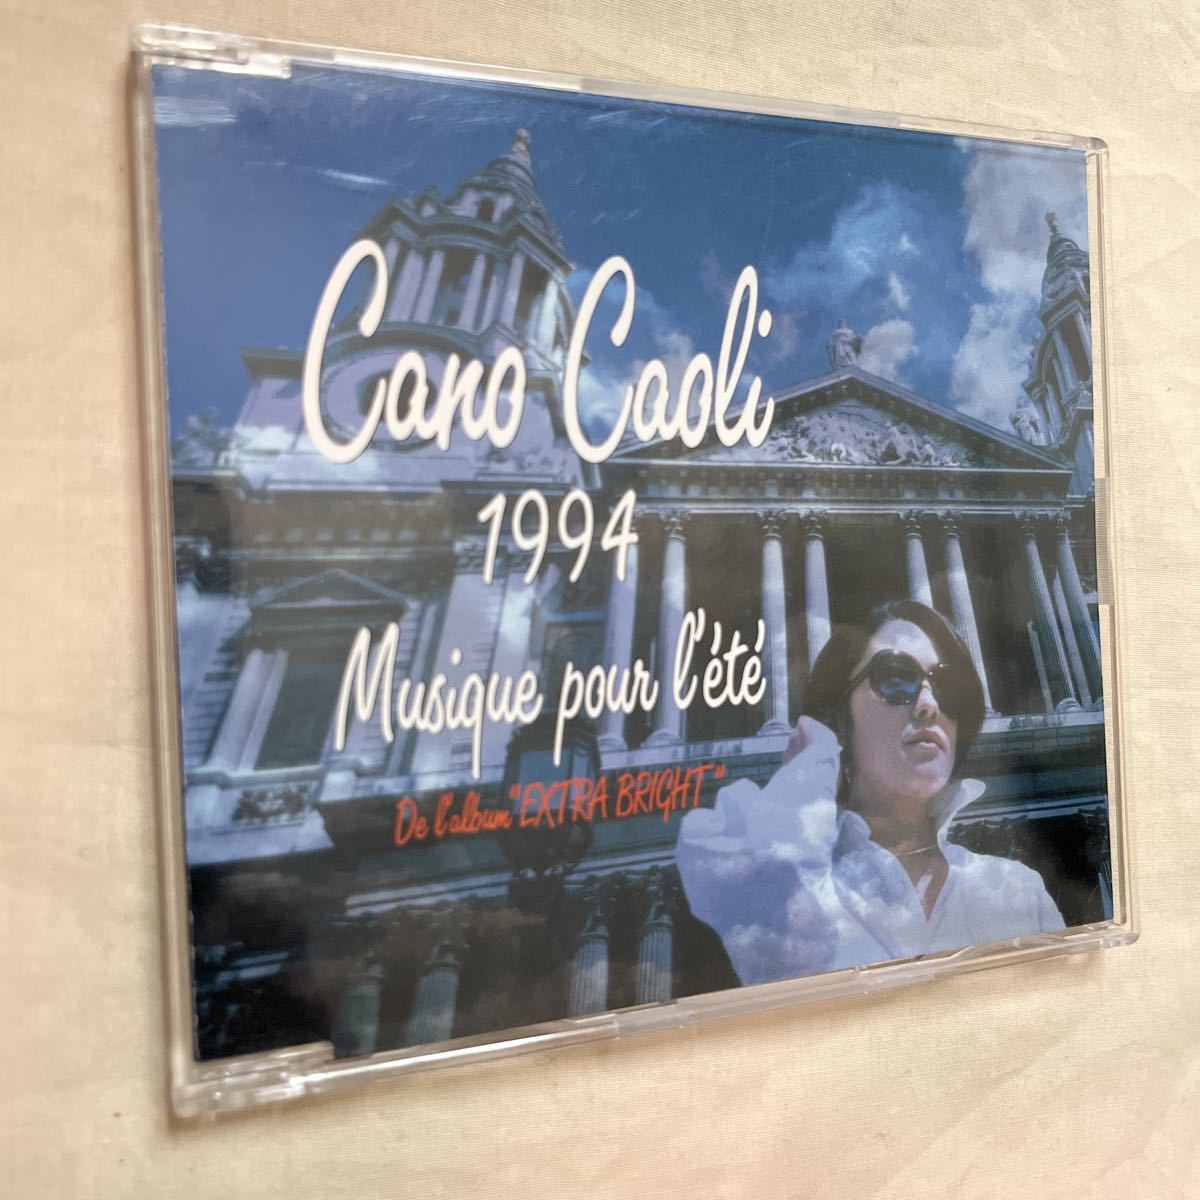 Cano Caoli
1994
Musique pour l'été
De l'album "EXTRA BRIGHT"